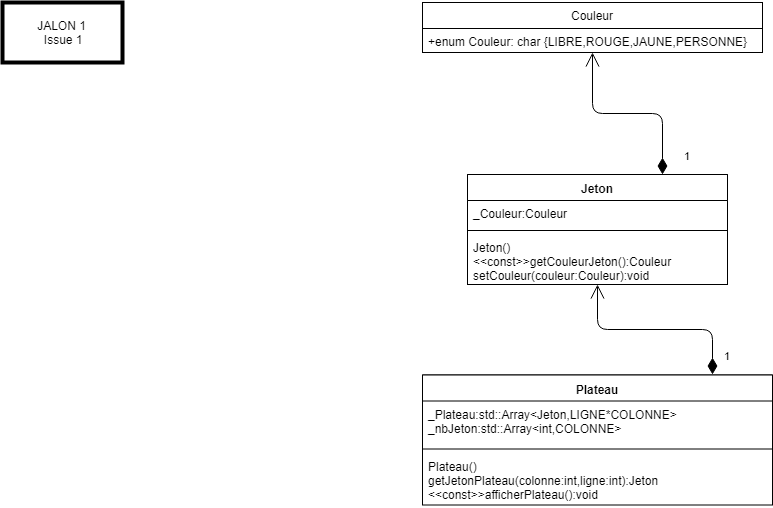 JALON 1
Issue 1
Couleur
+enum Couleur: char {LIBRE,ROUGE,JAUNE,PERSONNE}
1
Jeton
_Couleur:Couleur
Jeton()
<<const>>getCouleurJeton():Couleur
setCouleur(couleur:Couleur):void
1
Plateau
_Plateau:std::Array<Jeton,LIGNE*COLONNE>
_nbJeton:std::Array<int,COLONNE>
Plateau()
getJetonPlateau(colonne:int,ligne:int):Jeton
<<const>>afficherPlateau():void